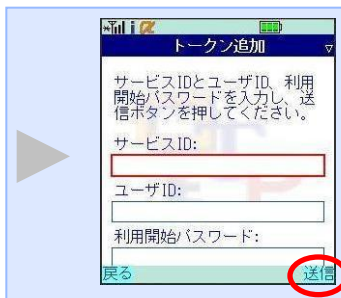 トークン追加
サービスIDとユーザID、利用
開始パスワードを入力し、送
信ボタンを押してください。
サービスID:
ユーザID:
利用開始パスワード:
戻る
送信